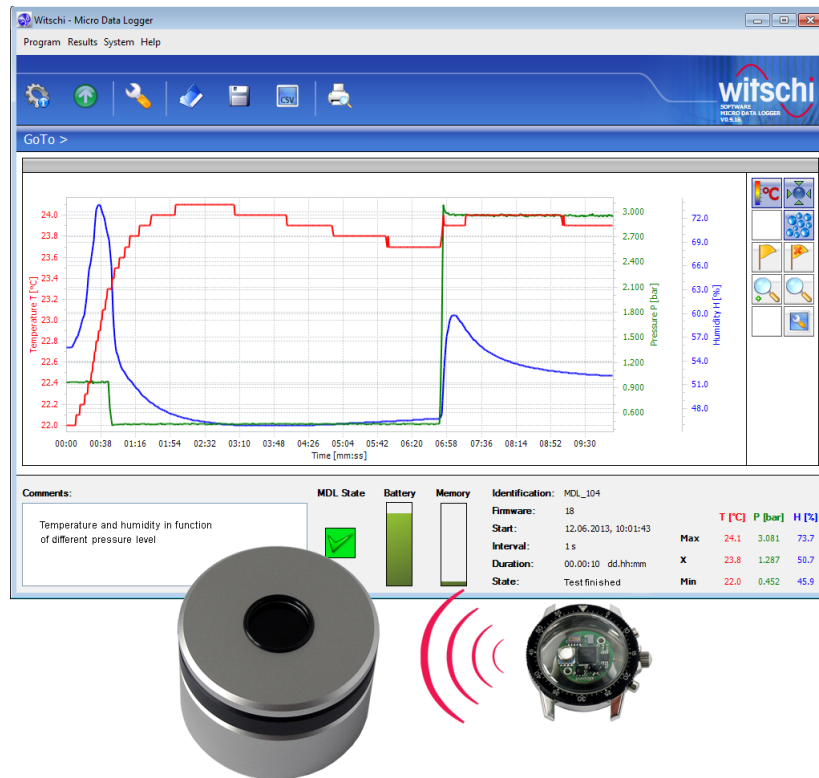 Witschi - Micro Data Logger
Program Results System Help
CSV
witschi
SOFTWARE
MICRO DATA LOGGER
V0.9.16
GoTo >
Temperature T [°C]
24.0
23.8
23.6
23.4
23.2
23.0
22.8
22.6
22.4
22.2
22.0
3.000
2.700
2.400
2.100
1.800
1.500
1.200
0.900
0.600
Pressure P [bar]
72.0
69.0
66.0
63.0
60.0
57.0
54.0
51.0
48.0
Humidity H [%]
00:00 00:38 01:16 01:54 02:32 03:10 03:48 04:26 05:04 05:42 06:20 06:58 07:36 08:14 08:52 09:30
Time [mm:ss]
°C
Comments:
Temperature and humidity in function
of different pressure level
MDL State Battery Memory
Identification: MDL_104
Firmware: 18
Start: 12.06.2013, 10:01:43
Interval: 1 s
Duration: 00.00:10 dd.hh:mm
State: Test finished
T [°C] P [bar] H [%]
Max 24.1 3.081 73.7
X 23.8 1.287 50.7
Min 22.0 0.452 45.9